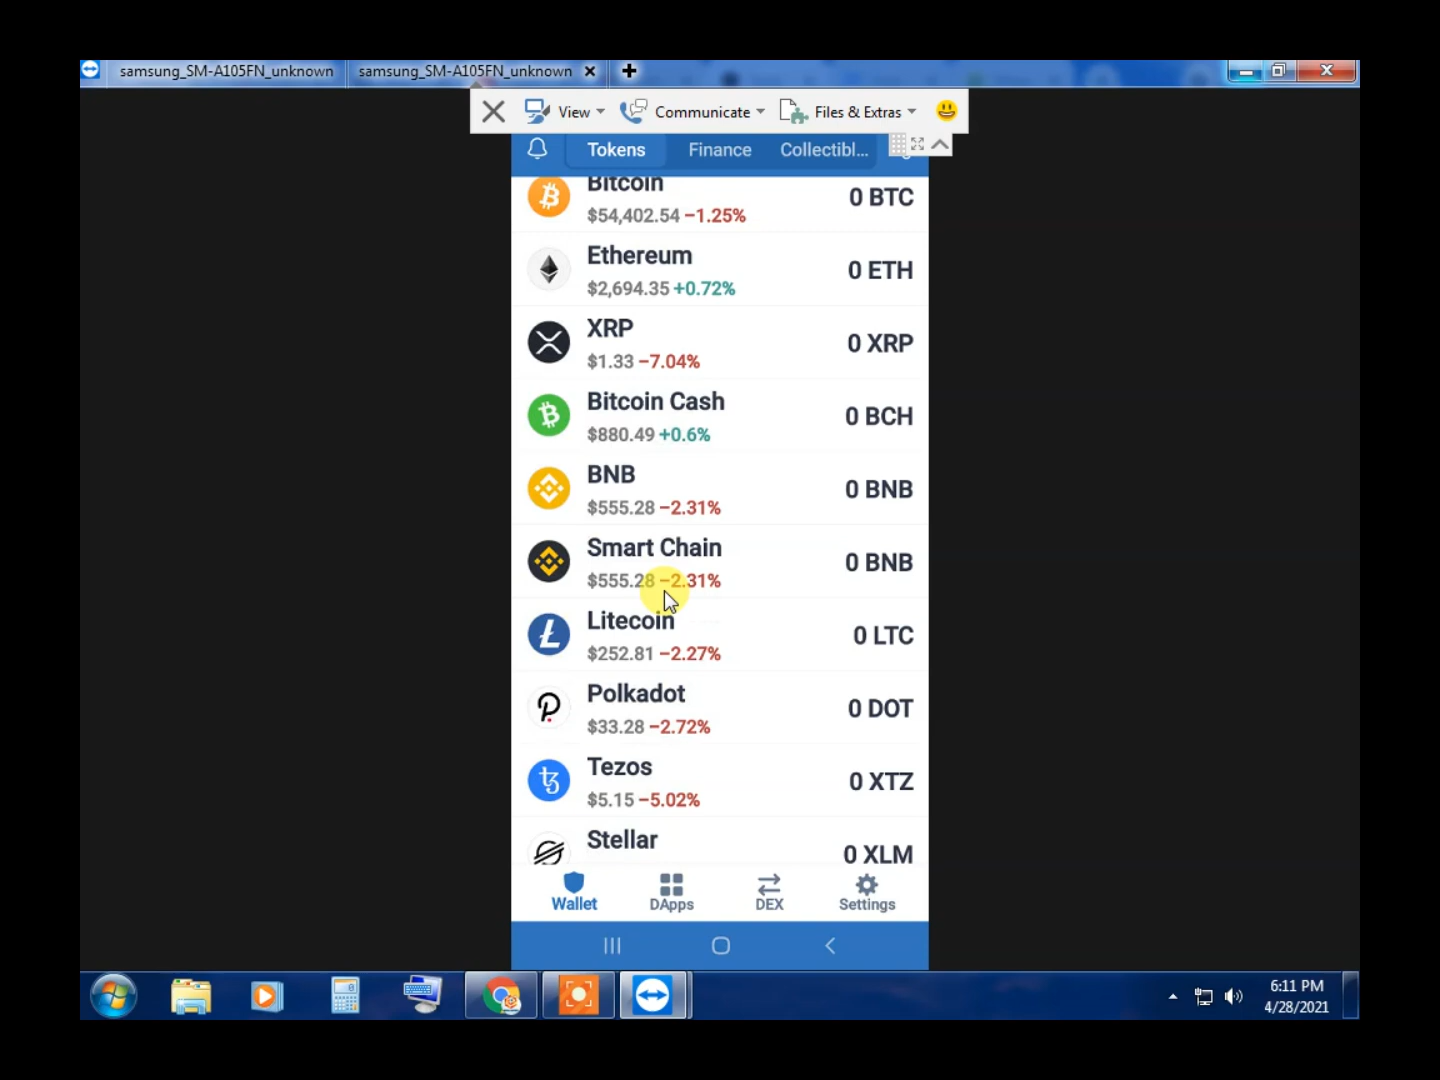 samsung_SM-A105FN_unknown samsung_SM-A105FN_unknown
View Communicate Files & Extras
Tokens Finance Collectibl...
Bitcoin
0 BTC
$54,402.54 −1.25%
Ethereum
0 ETH
$2,694.35 +0.72%
XRP
0 XRP
$1.33 −7.04%
Bitcoin Cash
0 BCH
$880.49 +0.6%
BNB
0 BNB
$555.28 −2.31%
Smart Chain
0 BNB
$555.28 −2.31%
Litecoin
0 LTC
$252.81 −2.27%
Polkadot
0 DOT
$33.28 −2.72%
Tezos
0 XTZ
$5.15 −5.02%
Stellar
0 XLM
Wallet DApps DEX Settings
6:11 PM
4/28/2021